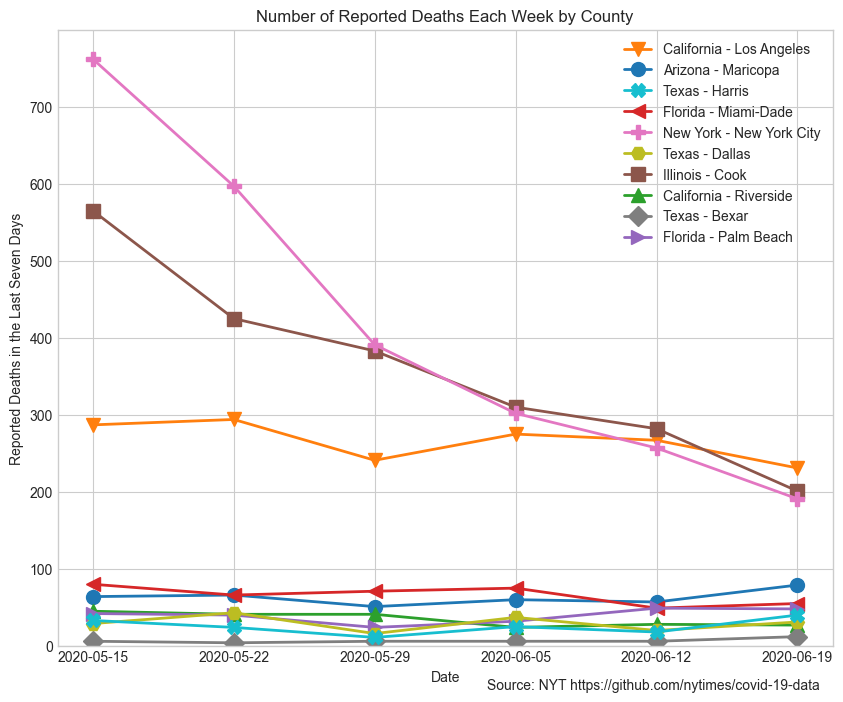 Number of Reported Deaths Each Week by County
California - Los Angeles
Arizona - Maricopa
Texas - Harris
Florida - Miami-Dade
New York - New York City
Texas - Dallas
Illinois - Cook
California - Riverside
Texas - Bexar
Florida - Palm Beach
Reported Deaths in the Last Seven Days
700
600
500
400
300
200
100
0
2020-05-15 2020-05-22 2020-05-29 2020-06-05 2020-06-12 2020-06-19
Date
Source: NYT https://github.com/nytimes/covid-19-data